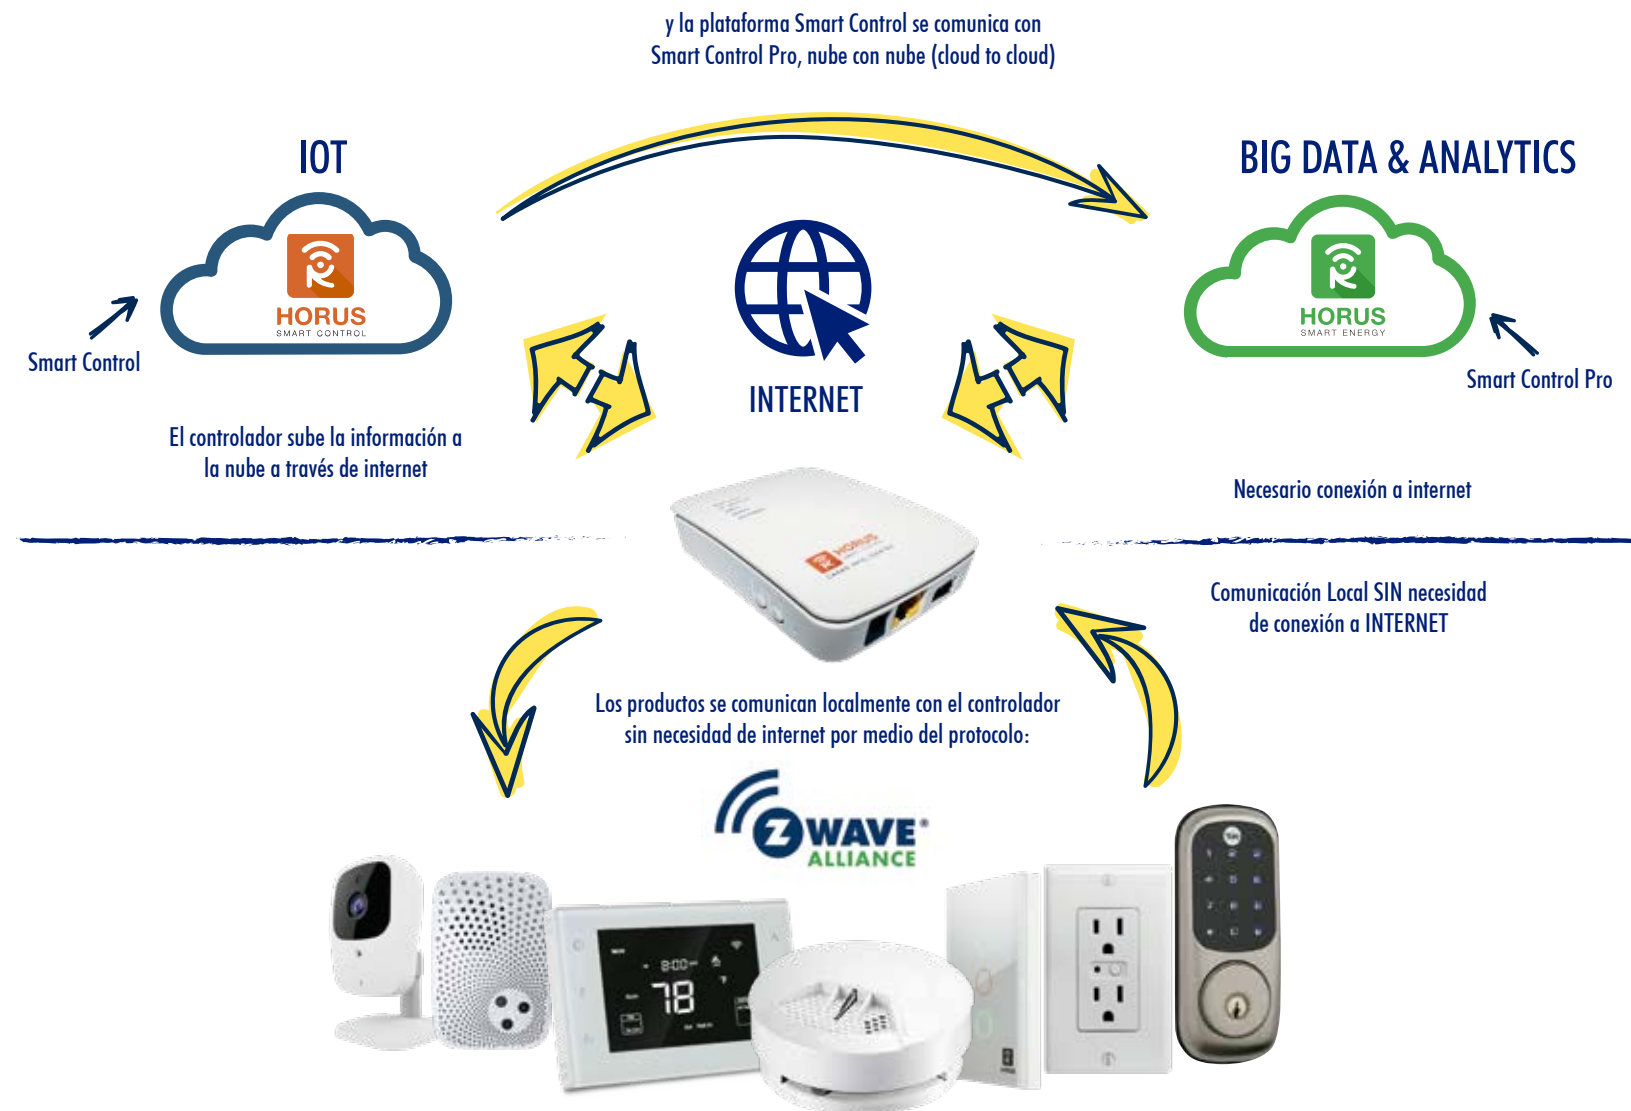 y la plataforma Smart Control se comunica con
Smart Control Pro, nube con nube (cloud to cloud)
IOT
BIG DATA & ANALYTICS
HORUS
SMART CONTROL
HORUS
SMART ENERGY
Smart Control
Smart Control Pro
INTERNET
El controlador sube la información a
la nube a través de internet
Necesario conexión a internet
HORUS
Comunicación Local SIN necesidad
de conexión a INTERNET
Los productos se comunican localmente con el controlador
sin necesidad de internet por medio del protocolo:
Z WAVE®
ALLIANCE
8:00
78
Yale